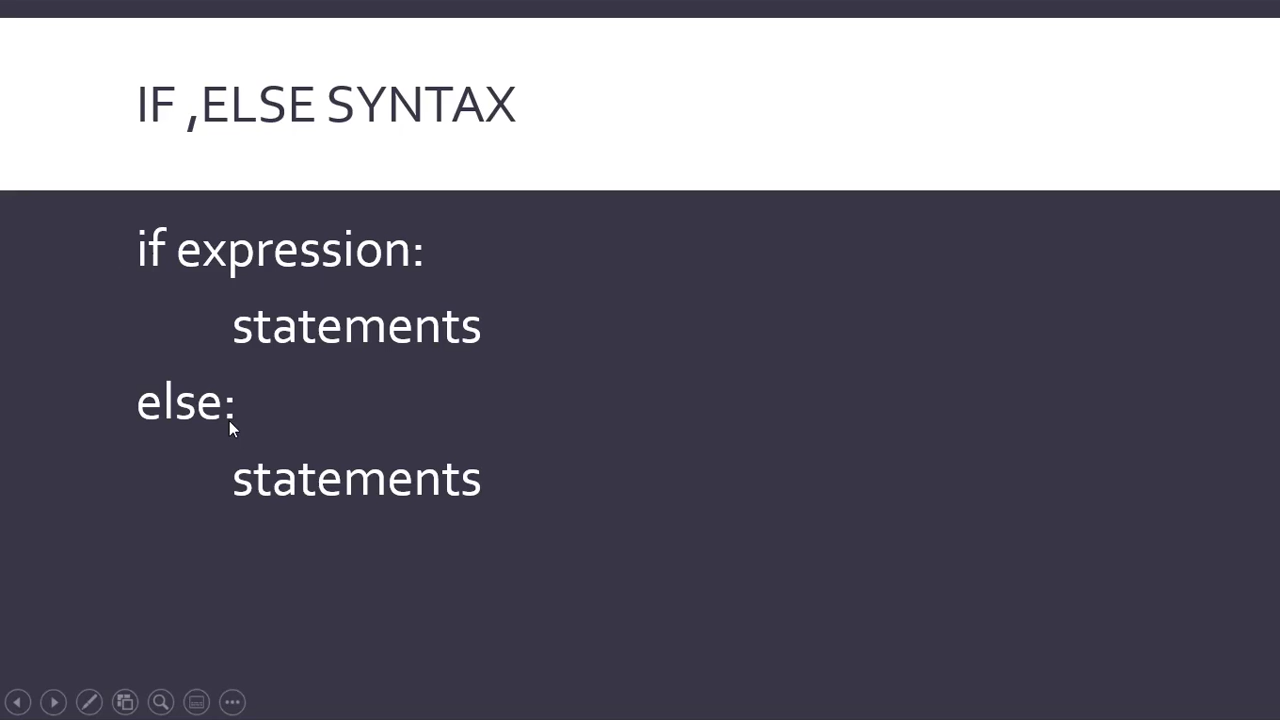 IF ,ELSE SYNTAX
if expression:
statements
else:
statements